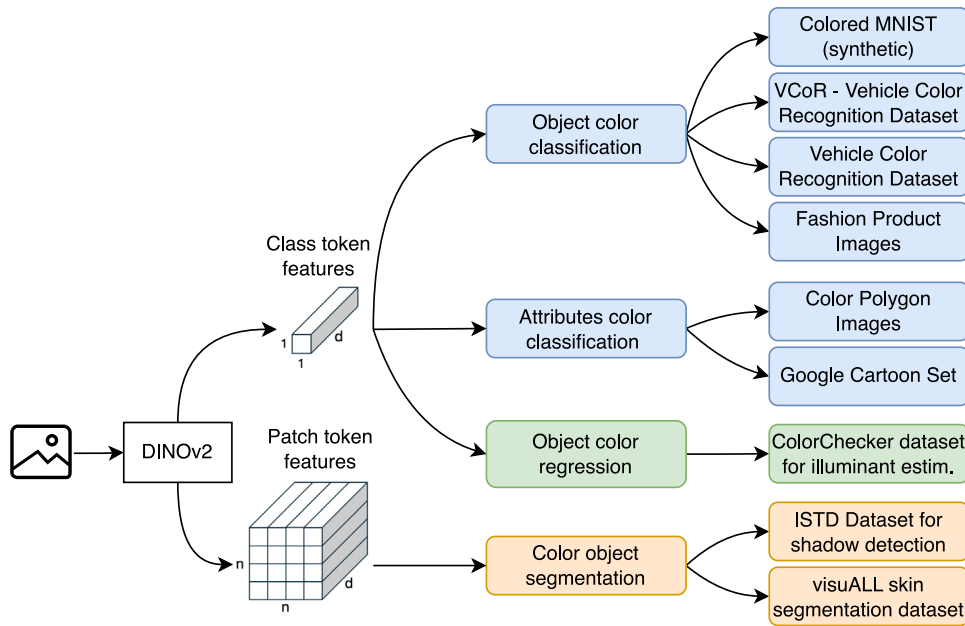 DINOv2
Class token
features
1
1
d
Patch token
features
n
n
d
Object color
classification
Colored MNIST
(synthetic)
VCoR - Vehicle Color
Recognition Dataset
Vehicle Color
Recognition Dataset
Fashion Product
Images
Attributes color
classification
Color Polygon
Images
Google Cartoon Set
Object color
regression
ColorChecker dataset
for illuminant estim.
Color object
segmentation
ISTD Dataset for
shadow detection
visuALL skin
segmentation dataset